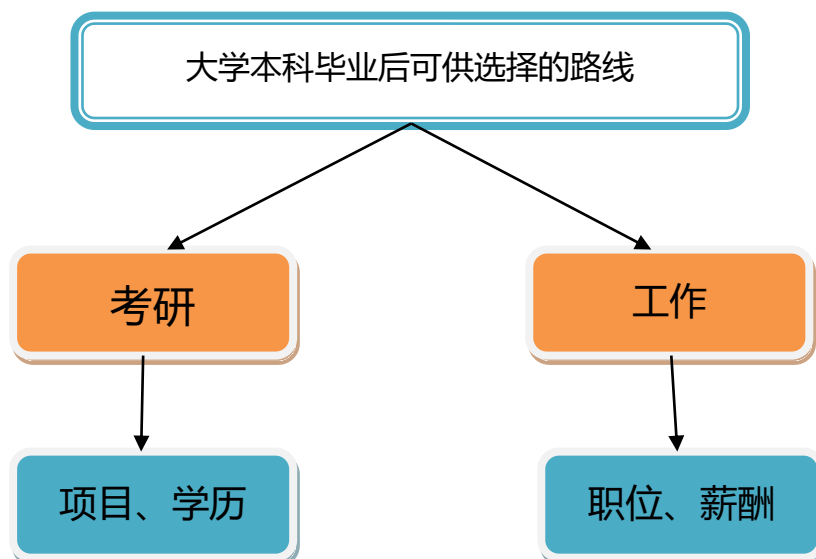 大学本科毕业后可供选择的路线
考研
工作
项目、学历
职位、薪酬